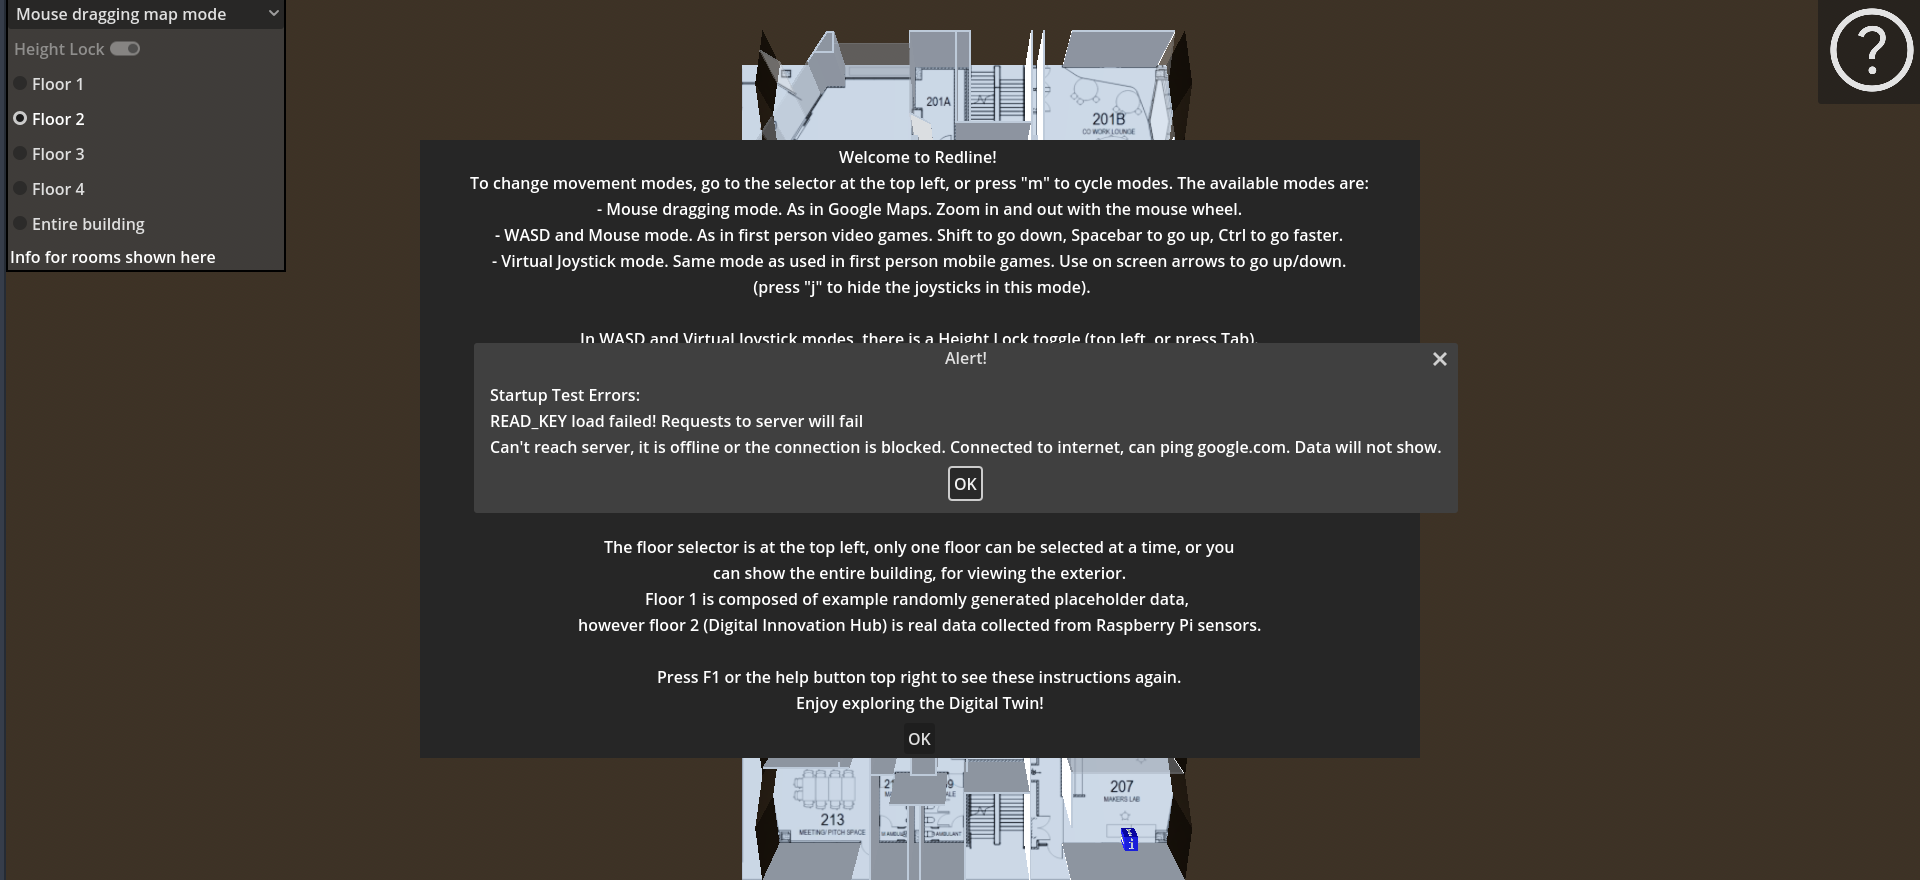 Mouse dragging map mode
Height Lock
Floor 1
Floor 2
Floor 3
Floor 4
Entire building
Info for rooms shown here
201A
201B
CO WORK LOUNGE
Welcome to Redline!
To change movement modes, go to the selector at the top left, or press "m" to cycle modes. The available modes are:
- Mouse dragging mode. As in Google Maps. Zoom in and out with the mouse wheel.
- WASD and Mouse mode. As in first person video games. Shift to go down, Spacebar to go up, Ctrl to go faster.
- Virtual Joystick mode. Same mode as used in first person mobile games. Use on screen arrows to go up/down.
(press "j" to hide the joysticks in this mode).
In WASD and Virtual Joystick modes, there is a Height Lock toggle (top left, or press Tab).
Alert!
Startup Test Errors:
READ_KEY load failed! Requests to server will fail
Can't reach server, it is offline or the connection is blocked. Connected to internet, can ping google.com. Data will not show.
OK
The floor selector is at the top left, only one floor can be selected at a time, or you
can show the entire building, for viewing the exterior.
Floor 1 is composed of example randomly generated placeholder data,
however floor 2 (Digital Innovation Hub) is real data collected from Raspberry Pi sensors.
Press F1 or the help button top right to see these instructions again.
Enjoy exploring the Digital Twin!
OK
213
MEETING/ PITCH SPACE
207
MAKERS LAB